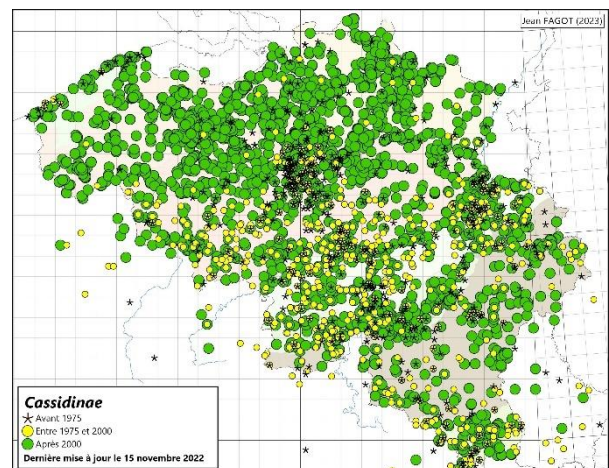 Jean FAGOT (2023)
Cassidinae
Avant 1975
Entre 1975 et 2000
Après 2000
Dernière mise à jour le 15 novembre 2022